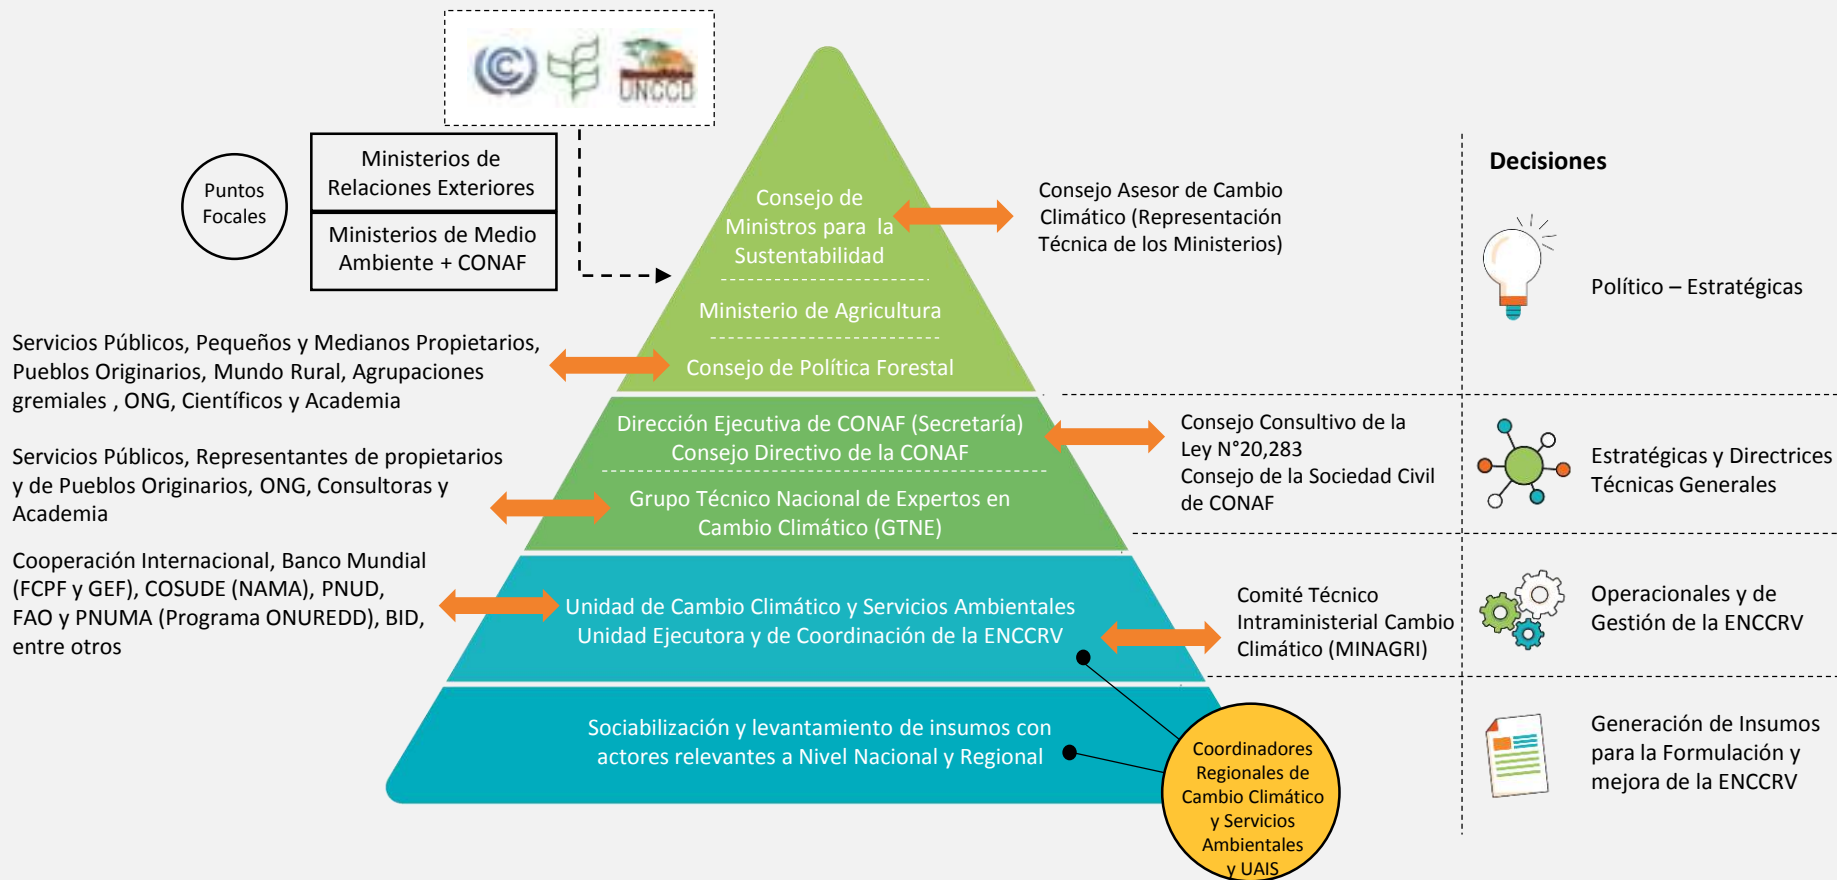 UNCCD
Puntos
Focales
Ministerios de
Relaciones Exteriores
Ministerios de Medio
Ambiente + CONAF
Servicios Públicos, Pequeños y Medianos Propietarios,
Pueblos Originarios, Mundo Rural, Agrupaciones
gremiales , ONG, Científicos y Academia
Servicios Públicos, Representantes de propietarios
y de Pueblos Originarios, ONG, Consultoras y
Academia
Cooperación Internacional, Banco Mundial
(FCPF y GEF), COSUDE (NAMA), PNUD,
FAO y PNUMA (Programa ONUREDD), BID,
entre otros
Consejo de
Ministros para la
Sustentabilidad
Ministerio de Agricultura
Consejo de Política Forestal
Dirección Ejecutiva de CONAF (Secretaría)
Consejo Directivo de la CONAF
Grupo Técnico Nacional de Expertos en
Cambio Climático (GTNE)
Unidad de Cambio Climático y Servicios Ambientales
Unidad Ejecutora y de Coordinación de la ENCCRV
Sociabilización y levantamiento de insumos con
actores relevantes a Nivel Nacional y Regional
Consejo Asesor de Cambio
Climático (Representación
Técnica de los Ministerios)
Consejo Consultivo de la
Ley N°20,283
Consejo de la Sociedad Civil
de CONAF
Comité Técnico
Intraministerial Cambio
Climático (MINAGRI)
Coordinadores
Regionales de
Cambio Climático
y Servicios
Ambientales
y UAIS
Decisiones
Político – Estratégicas
Estratégicas y Directrices
Técnicas Generales
Operacionales y de
Gestión de la ENCCRV
Generación de Insumos
para la Formulación y
mejora de la ENCCRV